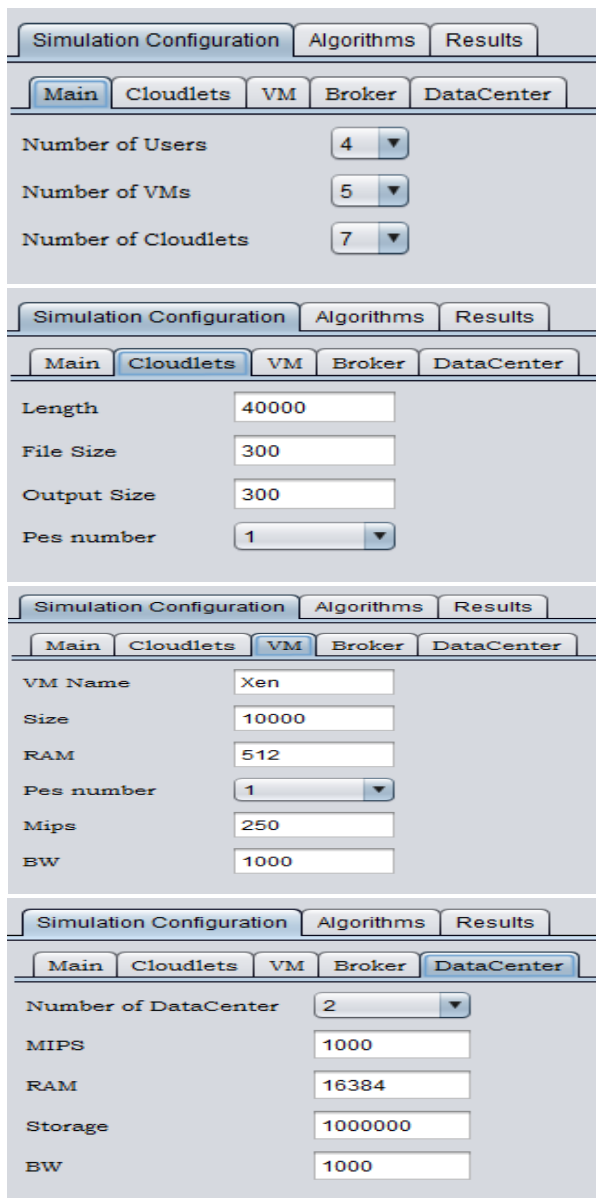 Simulation Configuration Algorithms Results
Main Cloudlets VM Broker DataCenter
Number of Users 4
Number of VMs 5
Number of Cloudlets 7
Simulation Configuration Algorithms Results
Main Cloudlets VM Broker DataCenter
Length 40000
File Size 300
Output Size 300
Pes number 1
Simulation Configuration Algorithms Results
Main Cloudlets VM Broker DataCenter
VM Name Xen
Size 10000
RAM 512
Pes number 1
Mips 250
BW 1000
Simulation Configuration Algorithms Results
Main Cloudlets VM Broker DataCenter
Number of DataCenter 2
MIPS 1000
RAM 16384
Storage 1000000
BW 1000